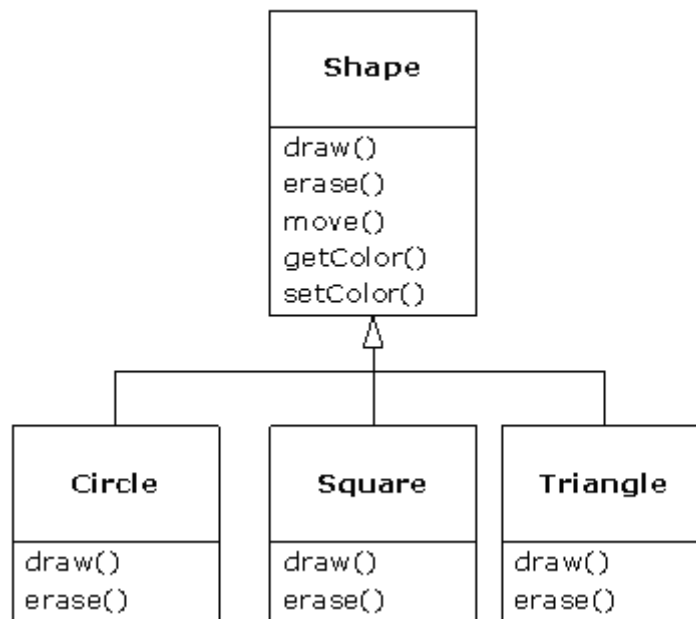 Shape
draw()
erase()
move()
getColor()
setColor()
Circle
draw()
erase()
Square
draw()
erase()
Triangle
draw()
erase()